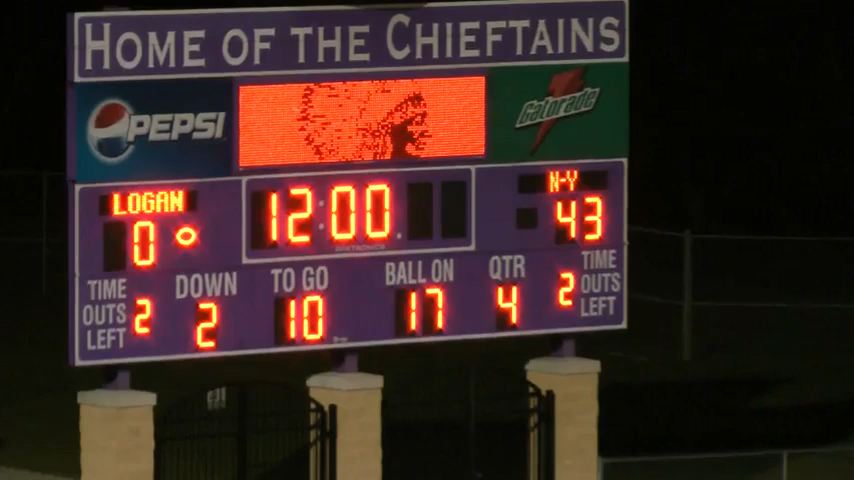 HOME OF THE CHIEFTAINS
PEPSI
Gatorade
LOGAN
12:00
N-Y
0
43
TIME OUTS LEFT 2
DOWN 2
TO GO 10
BALL ON 17
QTR 4
2 TIME OUTS LEFT